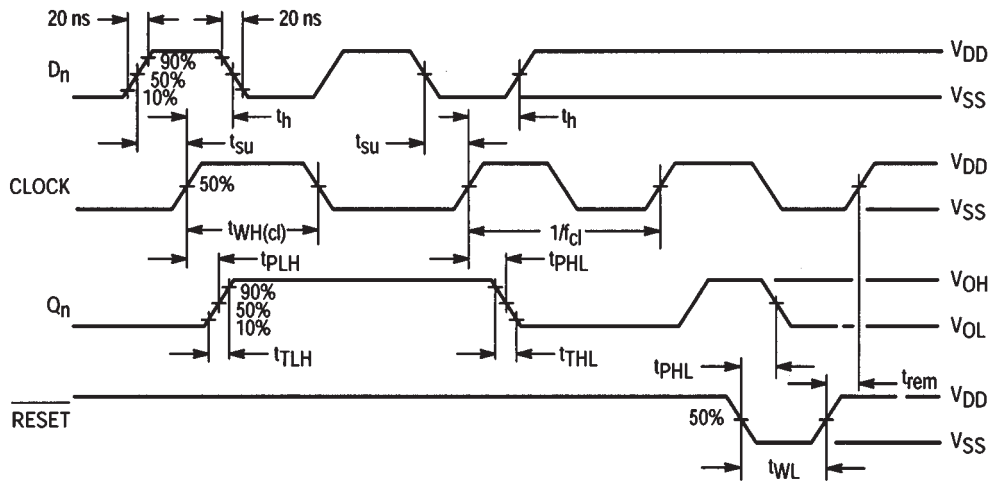 20 ns 20 ns
Dn 90% VDD
50%
10% VSS
th th
tsu tsu
CLOCK 50% VDD
VSS
tWH(cl) 1/fcl
tPLH tPHL
Qn 90% VOH
50%
10% VOL
tTLH tTHL
tPHL trem
RESET 50% VDD
VSS
tWL